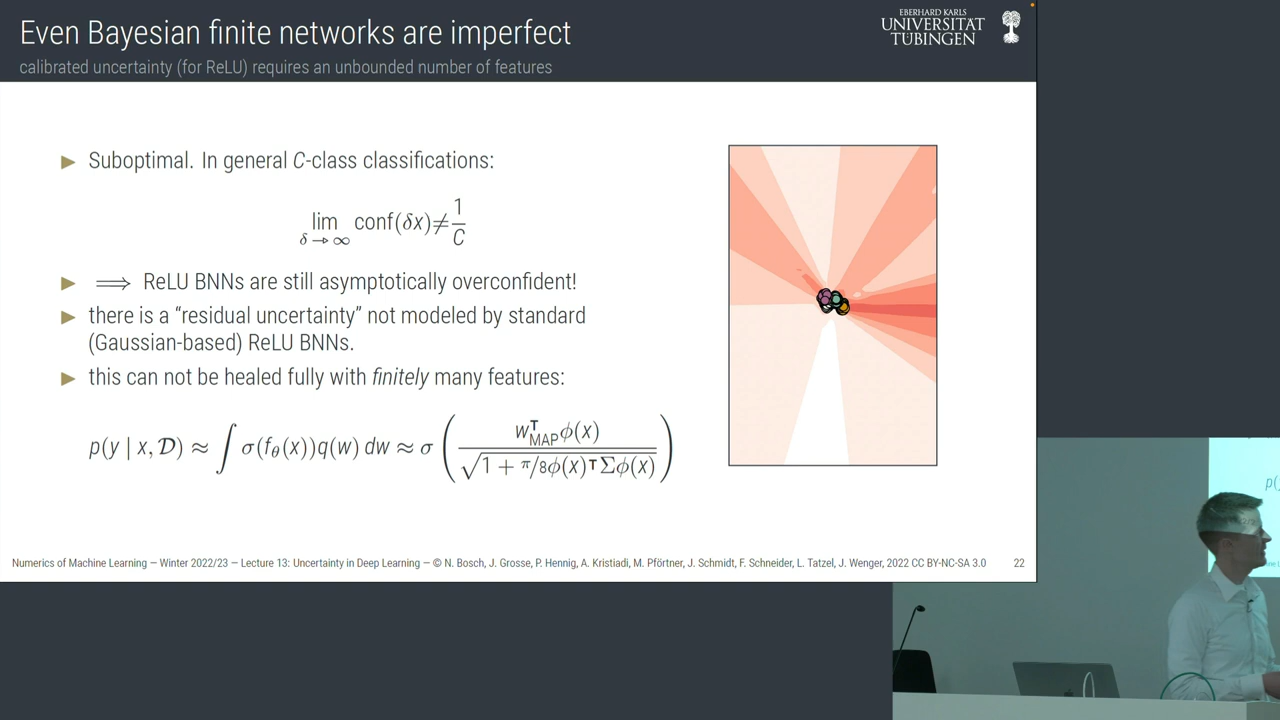 Even Bayesian finite networks are imperfect
calibrated uncertainty (for ReLU) requires an unbounded number of features
EBERHARD KARLS
UNIVERSITÄT
TÜBINGEN
▶ Suboptimal. In general C-class classifications:
lim δ→∞ conf(δx) ≠ 1/C
▶ ⟹ ReLU BNNs are still asymptotically overconfident!
▶ there is a “residual uncertainty” not modeled by standard
(Gaussian-based) ReLU BNNs.
▶ this can not be healed fully with finitely many features:
p(y | x, 𝒟) ≈ ∫ σ(f_θ(x))q(w) dw ≈ σ ( w_MAP^⊤ϕ(x) / √(1 + π/8ϕ(x)^⊤Σϕ(x)) )
Numerics of Machine Learning — Winter 2022/23 — Lecture 13: Uncertainty in Deep Learning — © N. Bosch, J. Grosse, P. Hennig, A. Kristiadi, M. Pförtner, J. Schmidt, F. Schneider, L. Tatzel, J. Wenger, 2022 CC BY-NC-SA 3.0 22
p(